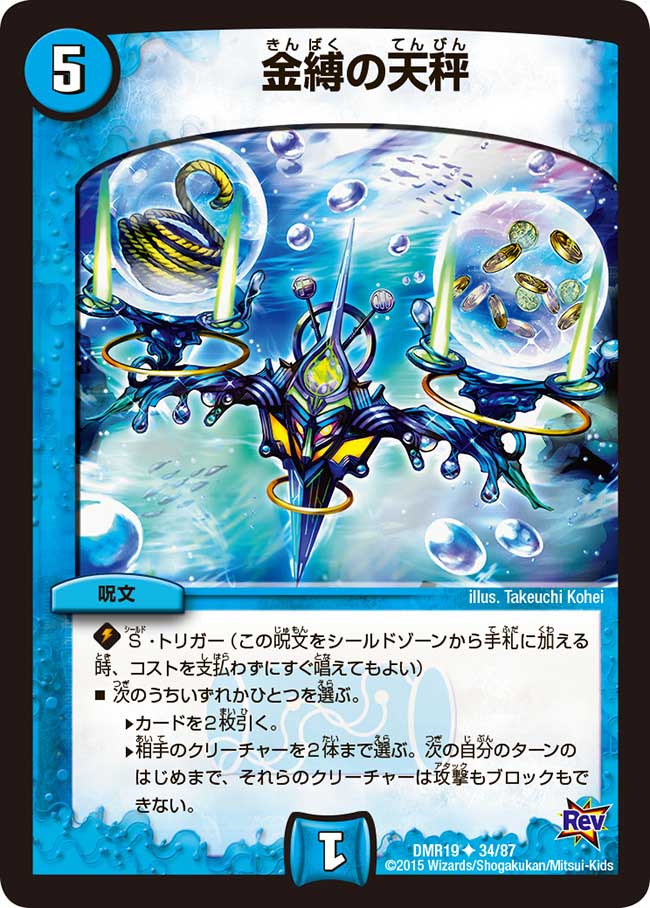 5
きんばく てんびん
金縛の天秤
呪文
illus. Takeuchi Kohei
S・トリガー(この呪文をシールドゾーンから手札に加える
時、コストを支払わずにすぐ唱えてもよい)
■ 次のうちいずれかひとつを選ぶ。
▶カードを2枚引く。
▶相手のクリーチャーを2体まで選ぶ。次の自分のターンの
はじめまで、それらのクリーチャーは攻撃もブロックもで
きない。
1
Rev
DMR19◆34/87
©2015 Wizards/Shogakukan/Mitsui-Kids